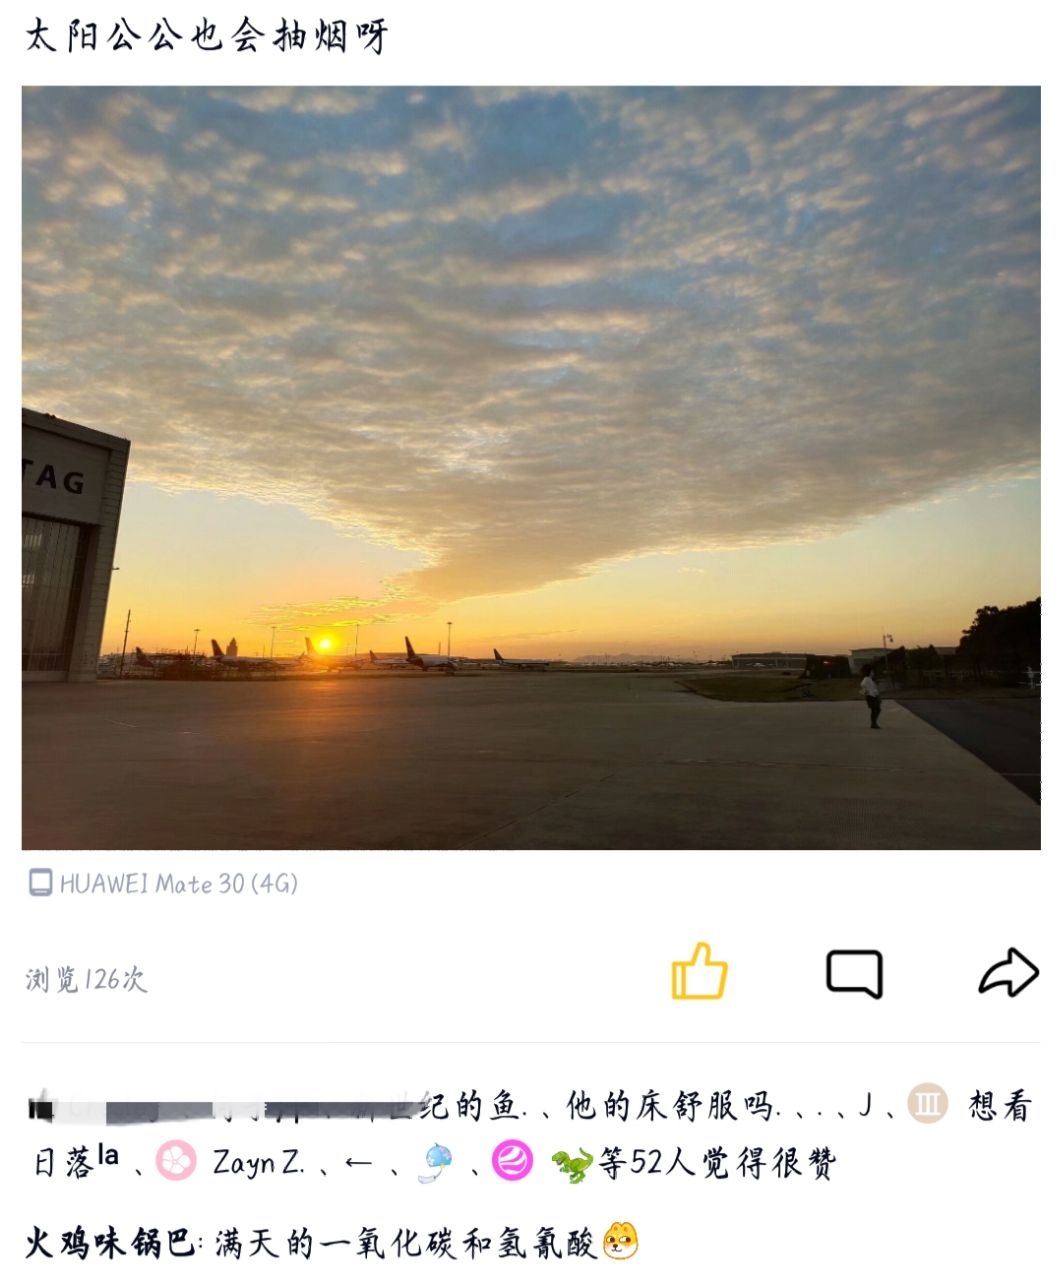 太阳公公也会抽烟呀
TAG
HUAWEI Mate 30 (4G)
浏览126次
世纪的鱼.、他的床舒服吗.、.、J、Ⅲ 想看
日落la、 Zayn Z.、←、、等52人觉得很赞
火鸡味锅巴: 满天的一氧化碳和氢氰酸